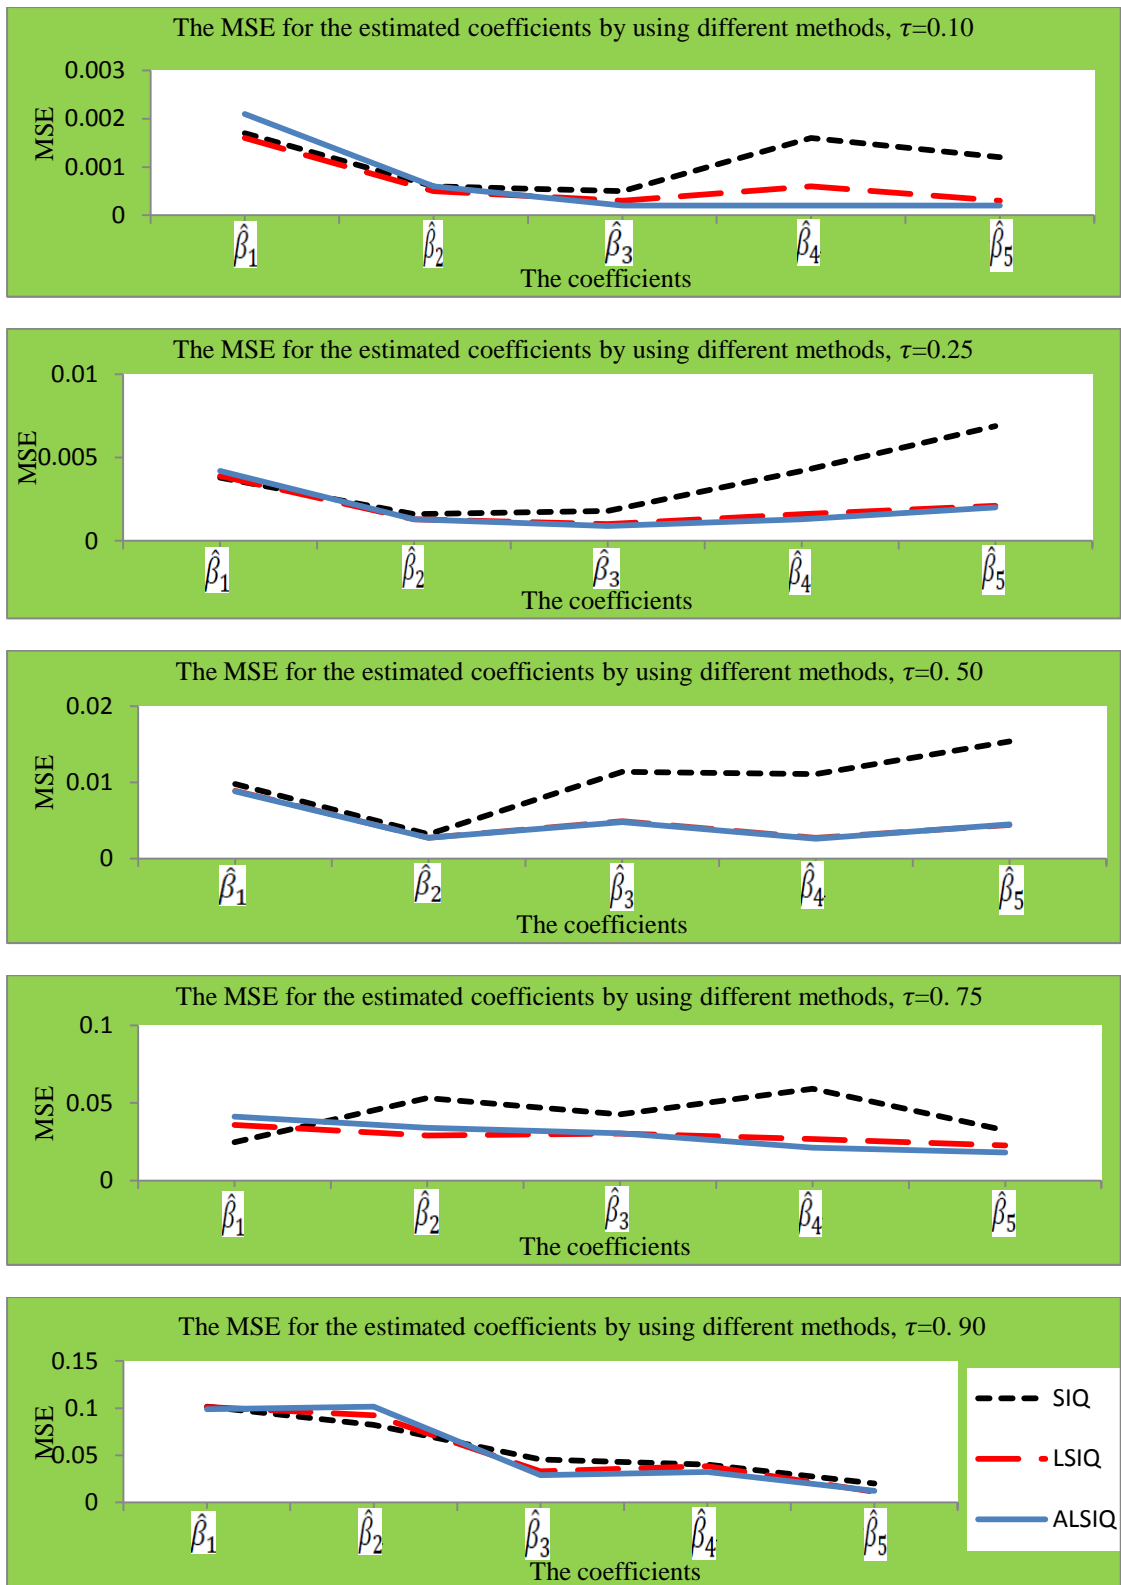 The MSE for the estimated coefficients by using different methods, τ=0.10
MSE
0.003
0.002
0.001
0
β̂₁ β̂₂ β̂₃ β̂₄ β̂₅
The coefficients
The MSE for the estimated coefficients by using different methods, τ=0.25
MSE
0.01
0.005
0
β̂₁ β̂₂ β̂₃ β̂₄ β̂₅
The coefficients
The MSE for the estimated coefficients by using different methods, τ=0. 50
MSE
0.02
0.01
0
β̂₁ β̂₂ β̂₃ β̂₄ β̂₅
The coefficients
The MSE for the estimated coefficients by using different methods, τ=0. 75
MSE
0.1
0.05
0
β̂₁ β̂₂ β̂₃ β̂₄ β̂₅
The coefficients
The MSE for the estimated coefficients by using different methods, τ=0. 90
MSE
0.15
0.1
0.05
0
β̂₁ β̂₂ β̂₃ β̂₄ β̂₅
The coefficients
SIQ
LSIQ
ALSIQ